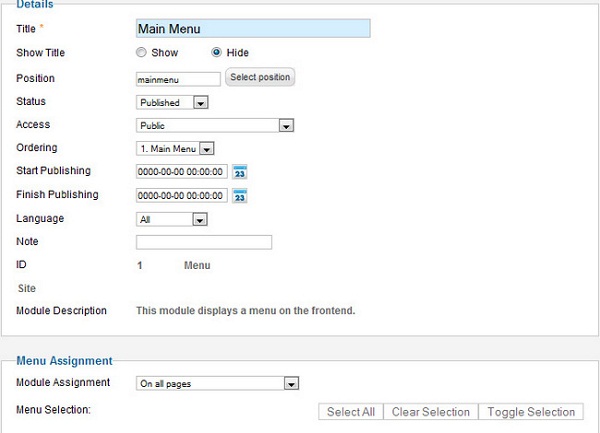 Details
Title * Main Menu
Show Title Show Hide
Position mainmenu Select position
Status Published
Access Public
Ordering 1. Main Menu
Start Publishing 0000-00-00 00:00:00 23
Finish Publishing 0000-00-00 00:00:00 23
Language All
Note
ID 1 Menu
Site
Module Description This module displays a menu on the frontend.
Menu Assignment
Module Assignment On all pages
Menu Selection: Select All Clear Selection Toggle Selection